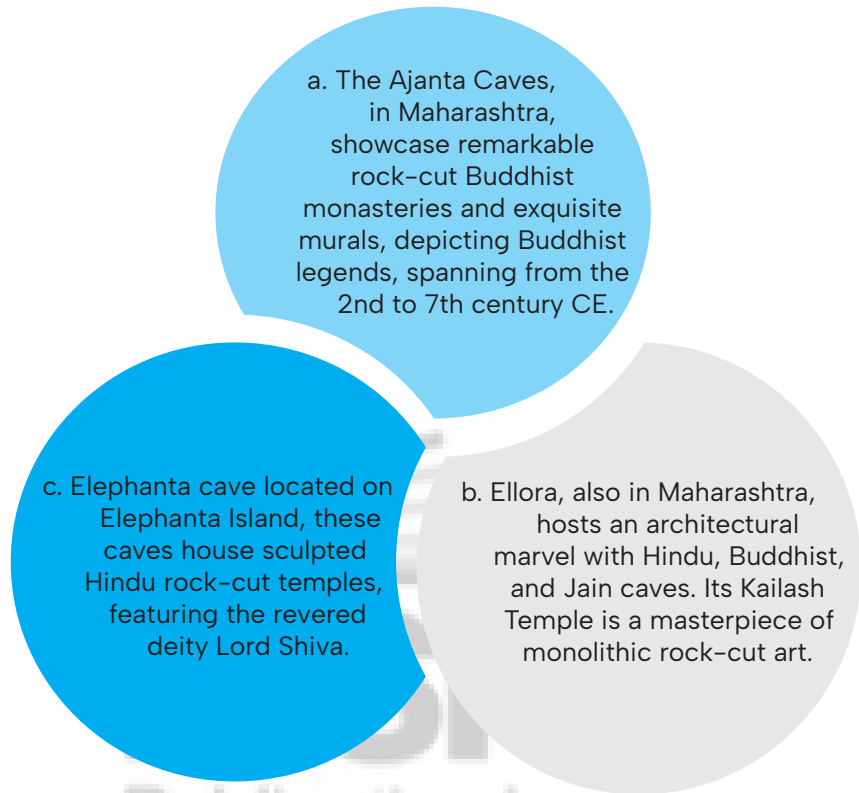 a. The Ajanta Caves,
in Maharashtra,
showcase remarkable
rock-cut Buddhist
monasteries and exquisite
murals, depicting Buddhist
legends, spanning from the
2nd to 7th century CE.
b. Ellora, also in Maharashtra,
hosts an architectural
marvel with Hindu, Buddhist,
and Jain caves. Its Kailash
Temple is a masterpiece of
monolithic rock-cut art.
c. Elephanta cave located on
Elephanta Island, these
caves house sculpted
Hindu rock-cut temples,
featuring the revered
deity Lord Shiva.